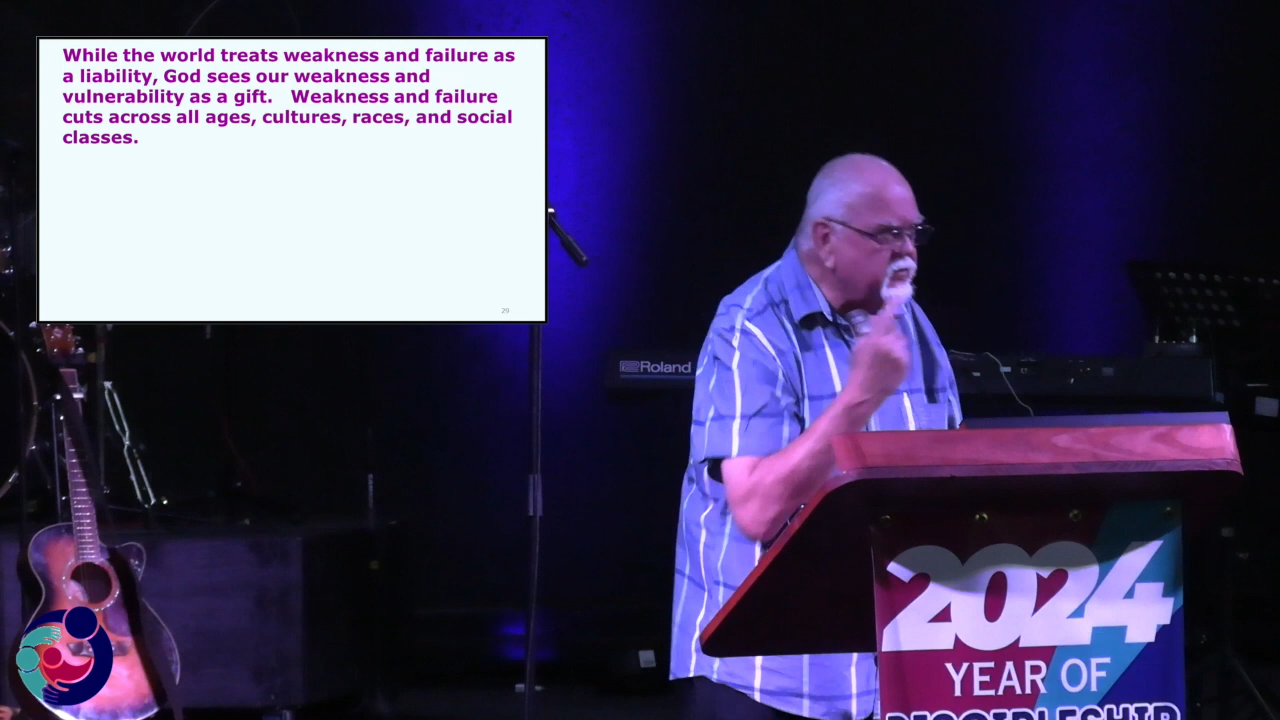 While the world treats weakness and failure as
a liability, God sees our weakness and
vulnerability as a gift.   Weakness and failure
cuts across all ages, cultures, races, and social
classes.
29
Roland
2024
YEAR OF
DISCIPLESHIP